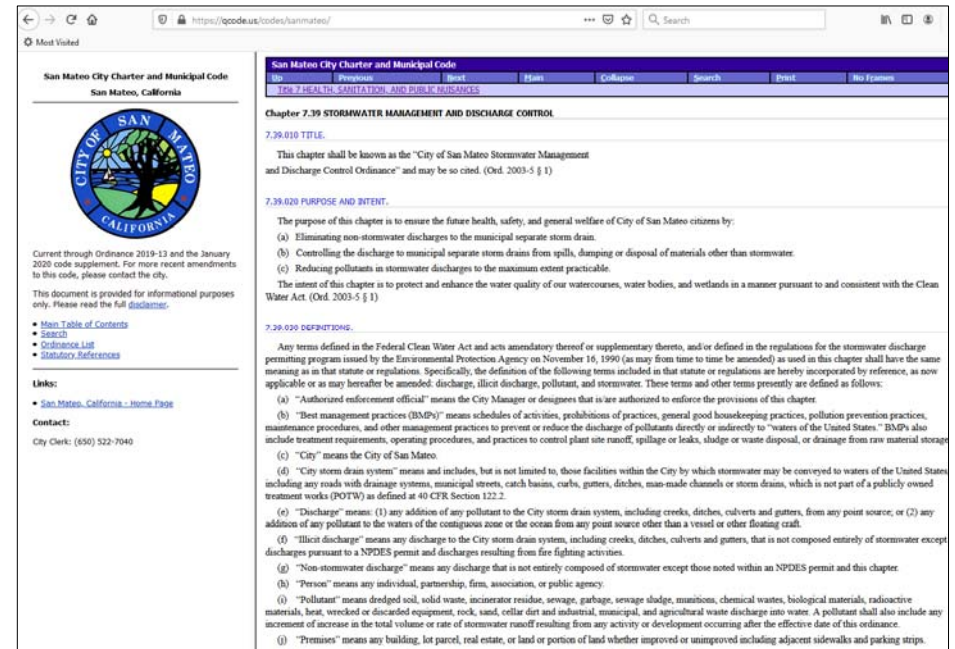 https://qcode.us/codes/sanmateo/
Search
Most Visited
San Mateo City Charter and Municipal Code
San Mateo, California
CITY OF SAN MATEO
CALIFORNIA
Current through Ordinance 2019-13 and the January
2020 code supplement. For more recent amendments
to this code, please contact the city.
This document is provided for informational purposes
only. Please read the full disclaimer.
• Main Table of Contents
• Search
• Ordinance List
• Statutory References
Links:
• San Mateo, California - Home Page
Contact:
City Clerk: (650) 522-7040
San Mateo City Charter and Municipal Code
Up Previous Next Main Collapse Search Print No Frames
Title 7 HEALTH, SANITATION, AND PUBLIC NUISANCES
Chapter 7.39 STORMWATER MANAGEMENT AND DISCHARGE CONTROL
7.39.010 TITLE.
This chapter shall be known as the “City of San Mateo Stormwater Management
and Discharge Control Ordinance” and may be so cited. (Ord. 2003-5 § 1)
7.39.020 PURPOSE AND INTENT.
The purpose of this chapter is to ensure the future health, safety, and general welfare of City of San Mateo citizens by:
(a) Eliminating non-stormwater discharges to the municipal separate storm drain.
(b) Controlling the discharge to municipal separate storm drains from spills, dumping or disposal of materials other than stormwater.
(c) Reducing pollutants in stormwater discharges to the maximum extent practicable.
The intent of this chapter is to protect and enhance the water quality of our watercourses, water bodies, and wetlands in a manner pursuant to and consistent with the Clean
Water Act. (Ord. 2003-5 § 1)
7.39.030 DEFINITIONS.
Any terms defined in the Federal Clean Water Act and acts amendatory thereof or supplementary thereto, and/or defined in the regulations for the stormwater discharge
permitting program issued by the Environmental Protection Agency on November 16, 1990 (as may from time to time be amended) as used in this chapter shall have the same
meaning as in that statute or regulations. Specifically, the definition of the following terms included in that statute or regulations are hereby incorporated by reference, as now
applicable or as may hereafter be amended: discharge, illicit discharge, pollutant, and stormwater. These terms and other terms presently are defined as follows:
(a) “Authorized enforcement official” means the City Manager or designees that is/are authorized to enforce the provisions of this chapter.
(b) “Best management practices (BMPs)” means schedules of activities, prohibitions of practices, general good housekeeping practices, pollution prevention practices,
maintenance procedures, and other management practices to prevent or reduce the discharge of pollutants directly or indirectly to “waters of the United States.” BMPs also
include treatment requirements, operating procedures, and practices to control plant site runoff, spillage or leaks, sludge or waste disposal, or drainage from raw material storage
(c) “City” means the City of San Mateo.
(d) “City storm drain system” means and includes, but is not limited to, those facilities within the City by which stormwater may be conveyed to waters of the United States
including any roads with drainage systems, municipal streets, catch basins, curbs, gutters, ditches, man-made channels or storm drains, which is not part of a publicly owned
treatment works (POTW) as defined at 40 CFR Section 122.2.
(e) “Discharge” means: (1) any addition of any pollutant to the City storm drain system, including creeks, ditches, culverts and gutters, from any point source; or (2) any
addition of any pollutant to the waters of the contiguous zone or the ocean from any point source other than a vessel or other floating craft.
(f) “Illicit discharge” means any discharge to the City storm drain system, including creeks, ditches, culverts and gutters, that is not composed entirely of stormwater except
discharges pursuant to a NPDES permit and discharges resulting from fire fighting activities.
(g) “Non-stormwater discharge” means any discharge that is not entirely composed of stormwater except those noted within an NPDES permit and this chapter.
(h) “Person” means any individual, partnership, firm, association, or public agency.
(i) “Pollutant” means dredged soil, solid waste, incinerator residue, sewage, garbage, sewage sludge, munitions, chemical wastes, biological materials, radioactive
materials, heat, wrecked or discarded equipment, rock, sand, cellar dirt and industrial, municipal, and agricultural waste discharge into water. A pollutant shall also include any
increment of increase in the total volume or rate of stormwater runoff resulting from any activity or development occurring after the effective date of this ordinance.
(j) “Premises” means any building, lot parcel, real estate, or land or portion of land whether improved or unimproved including adjacent sidewalks and parking strips.